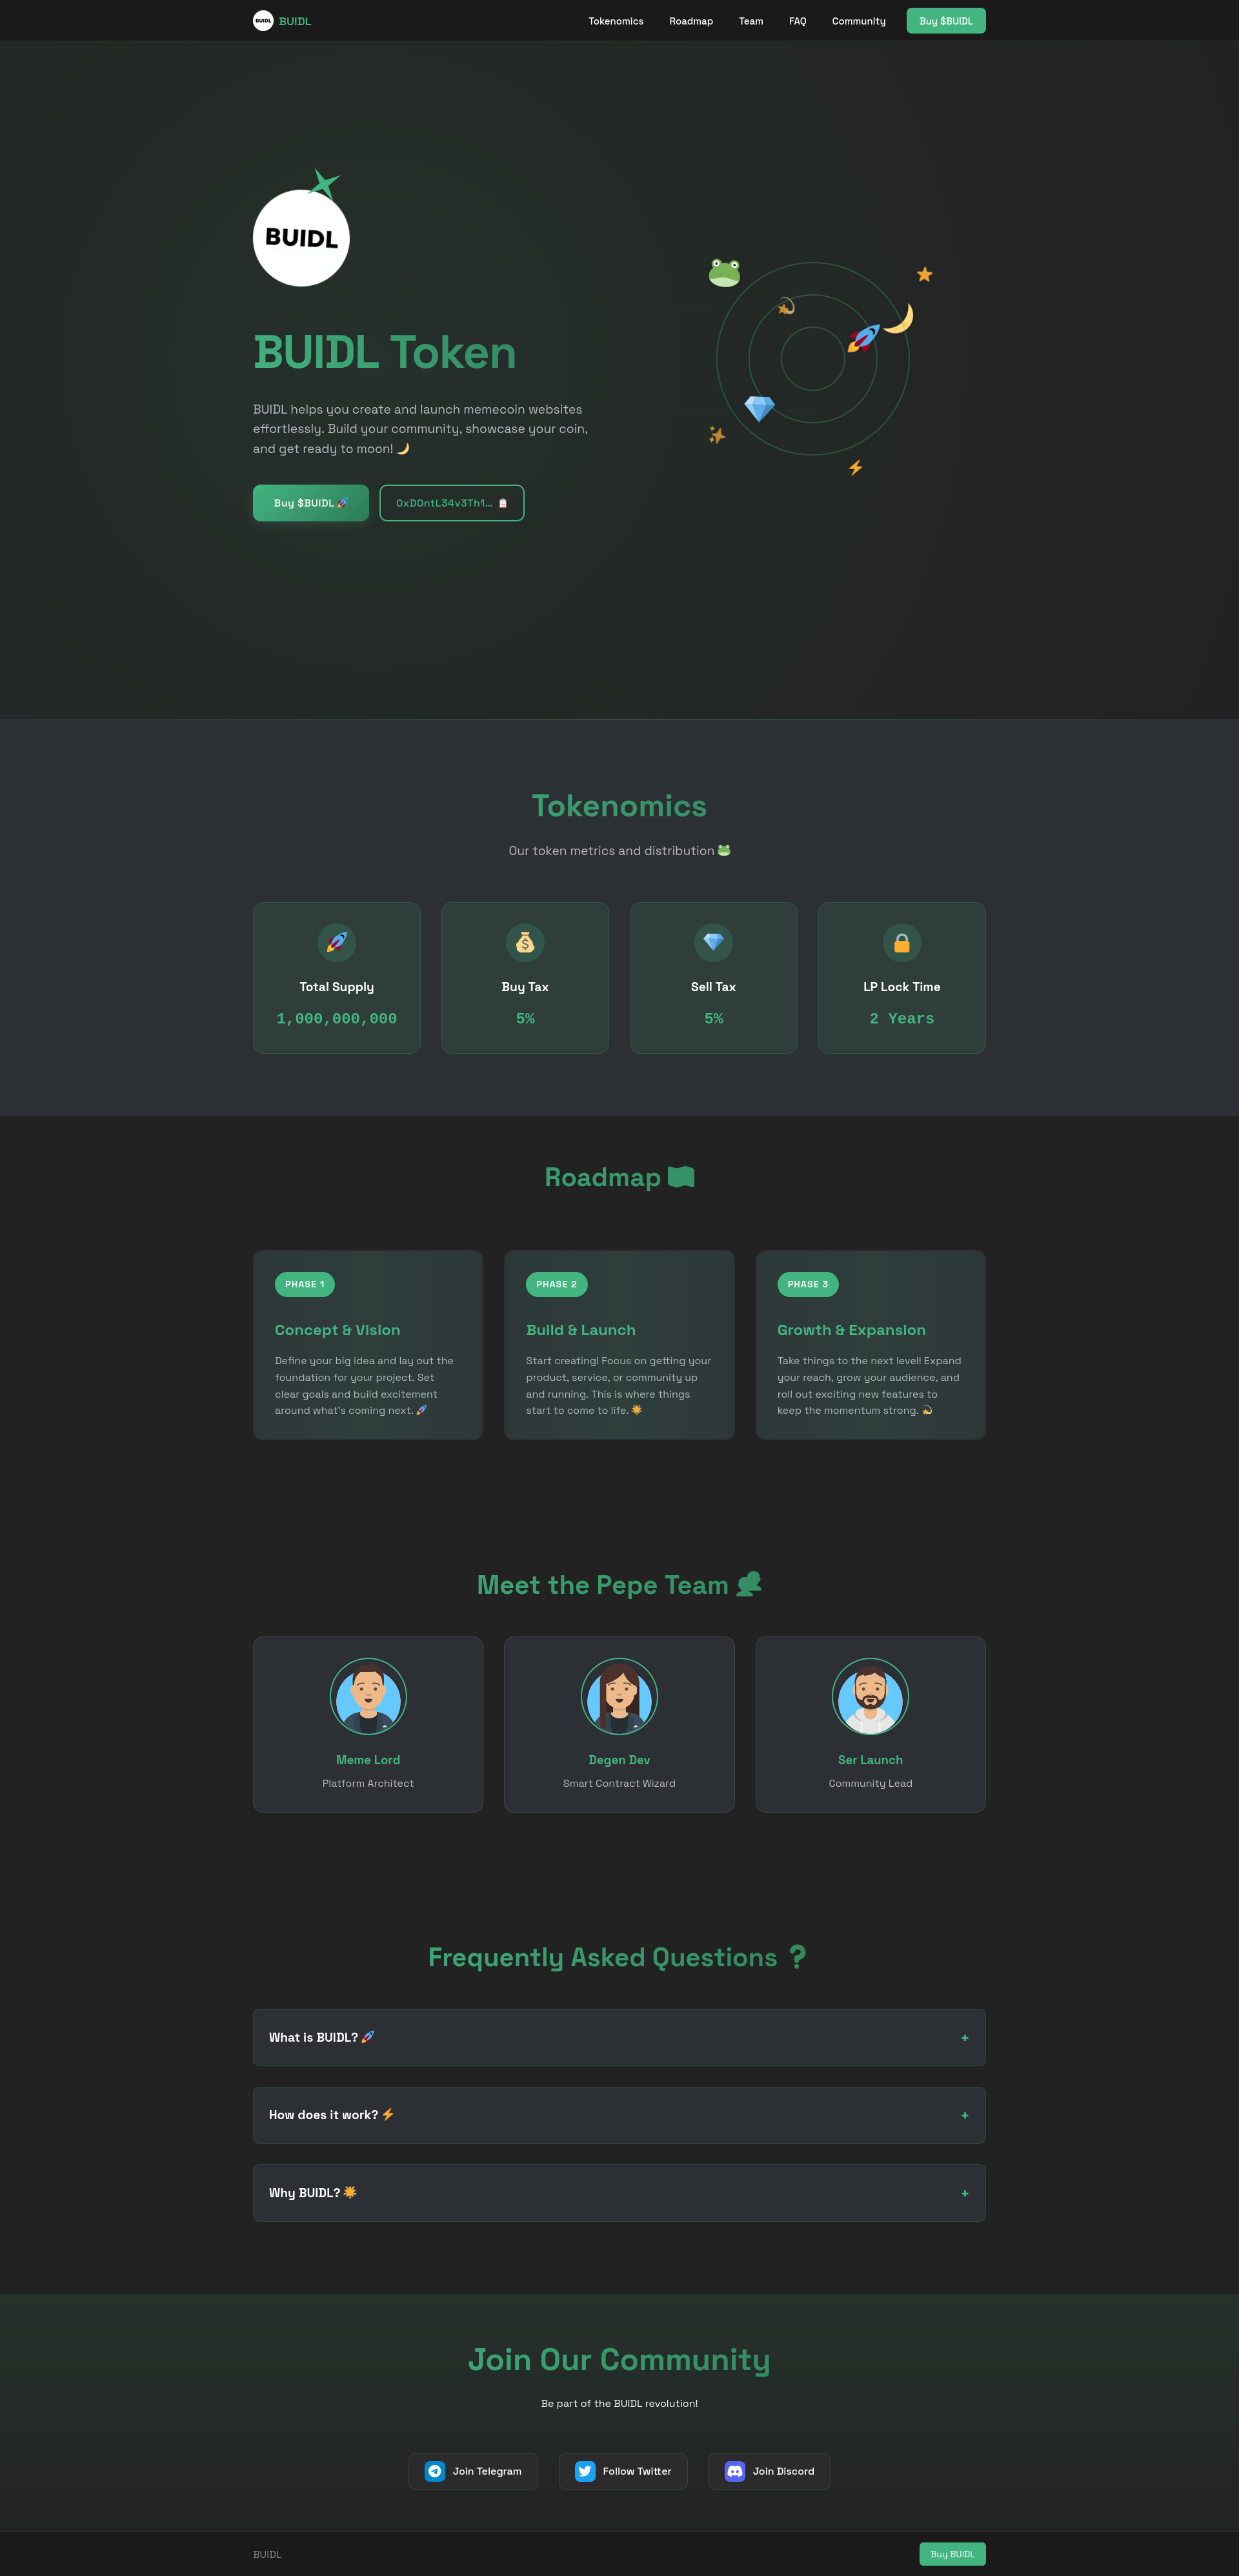 BUIDL BUIDL Tokenomics Roadmap Team FAQ Community Buy $BUIDL
BUIDL
BUIDL Token
BUIDL helps you create and launch memecoin websites
effortlessly. Build your community, showcase your coin,
and get ready to moon! 🌙
Buy $BUIDL 🚀 0xD0ntL34v3Th1... 📋
Tokenomics
Our token metrics and distribution 🐸
Total Supply
1,000,000,000
Buy Tax
5%
Sell Tax
5%
LP Lock Time
2 Years
Roadmap
PHASE 1
Concept & Vision
Define your big idea and lay out the
foundation for your project. Set
clear goals and build excitement
around what's coming next. 🚀
PHASE 2
Build & Launch
Start creating! Focus on getting your
product, service, or community up
and running. This is where things
start to come to life. 🌟
PHASE 3
Growth & Expansion
Take things to the next level! Expand
your reach, grow your audience, and
roll out exciting new features to
keep the momentum strong. 💫
Meet the Pepe Team
Meme Lord
Platform Architect
Degen Dev
Smart Contract Wizard
Ser Launch
Community Lead
Frequently Asked Questions ❓
What is BUIDL? 🚀 +
How does it work? ⚡ +
Why BUIDL? 🌟 +
Join Our Community
Be part of the BUIDL revolution!
Join Telegram
Follow Twitter
Join Discord
BUIDL Buy BUIDL